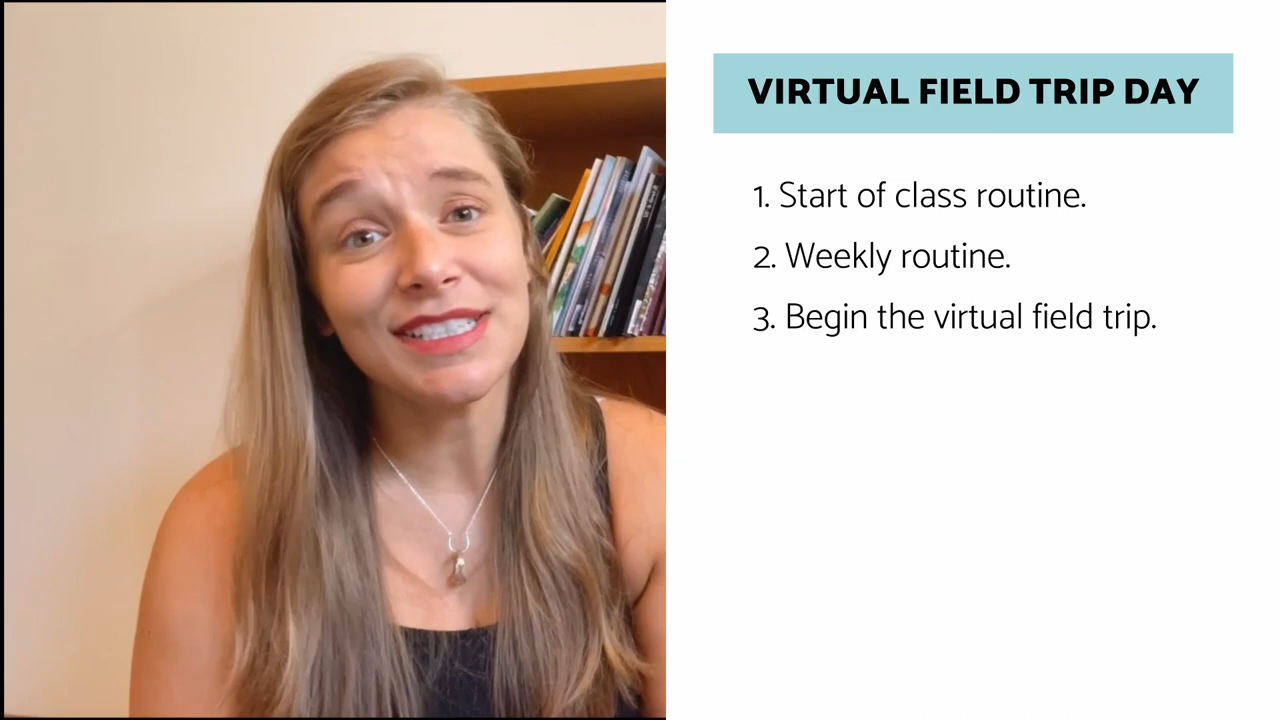 VIRTUAL FIELD TRIP DAY
1. Start of class routine.
2. Weekly routine.
3. Begin the virtual field trip.